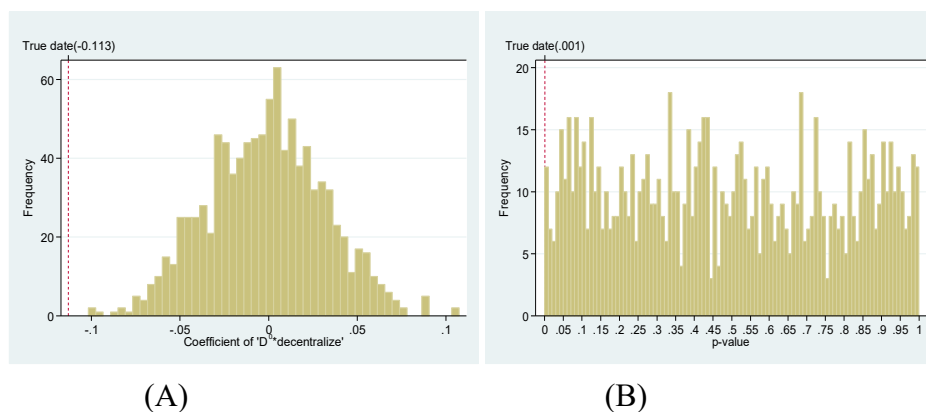 True date(-0.113)
60
40
20
0
Frequency
-.1 -.05 0 .05 .1
Coefficient of 'D*decentralize'
(A)
True date(.001)
20
15
10
5
0
Frequency
0 .05 .1 .15 .2 .25 .3 .35 .4 .45 .5 .55 .6 .65 .7 .75 .8 .85 .9 .95 1
p-value
(B)